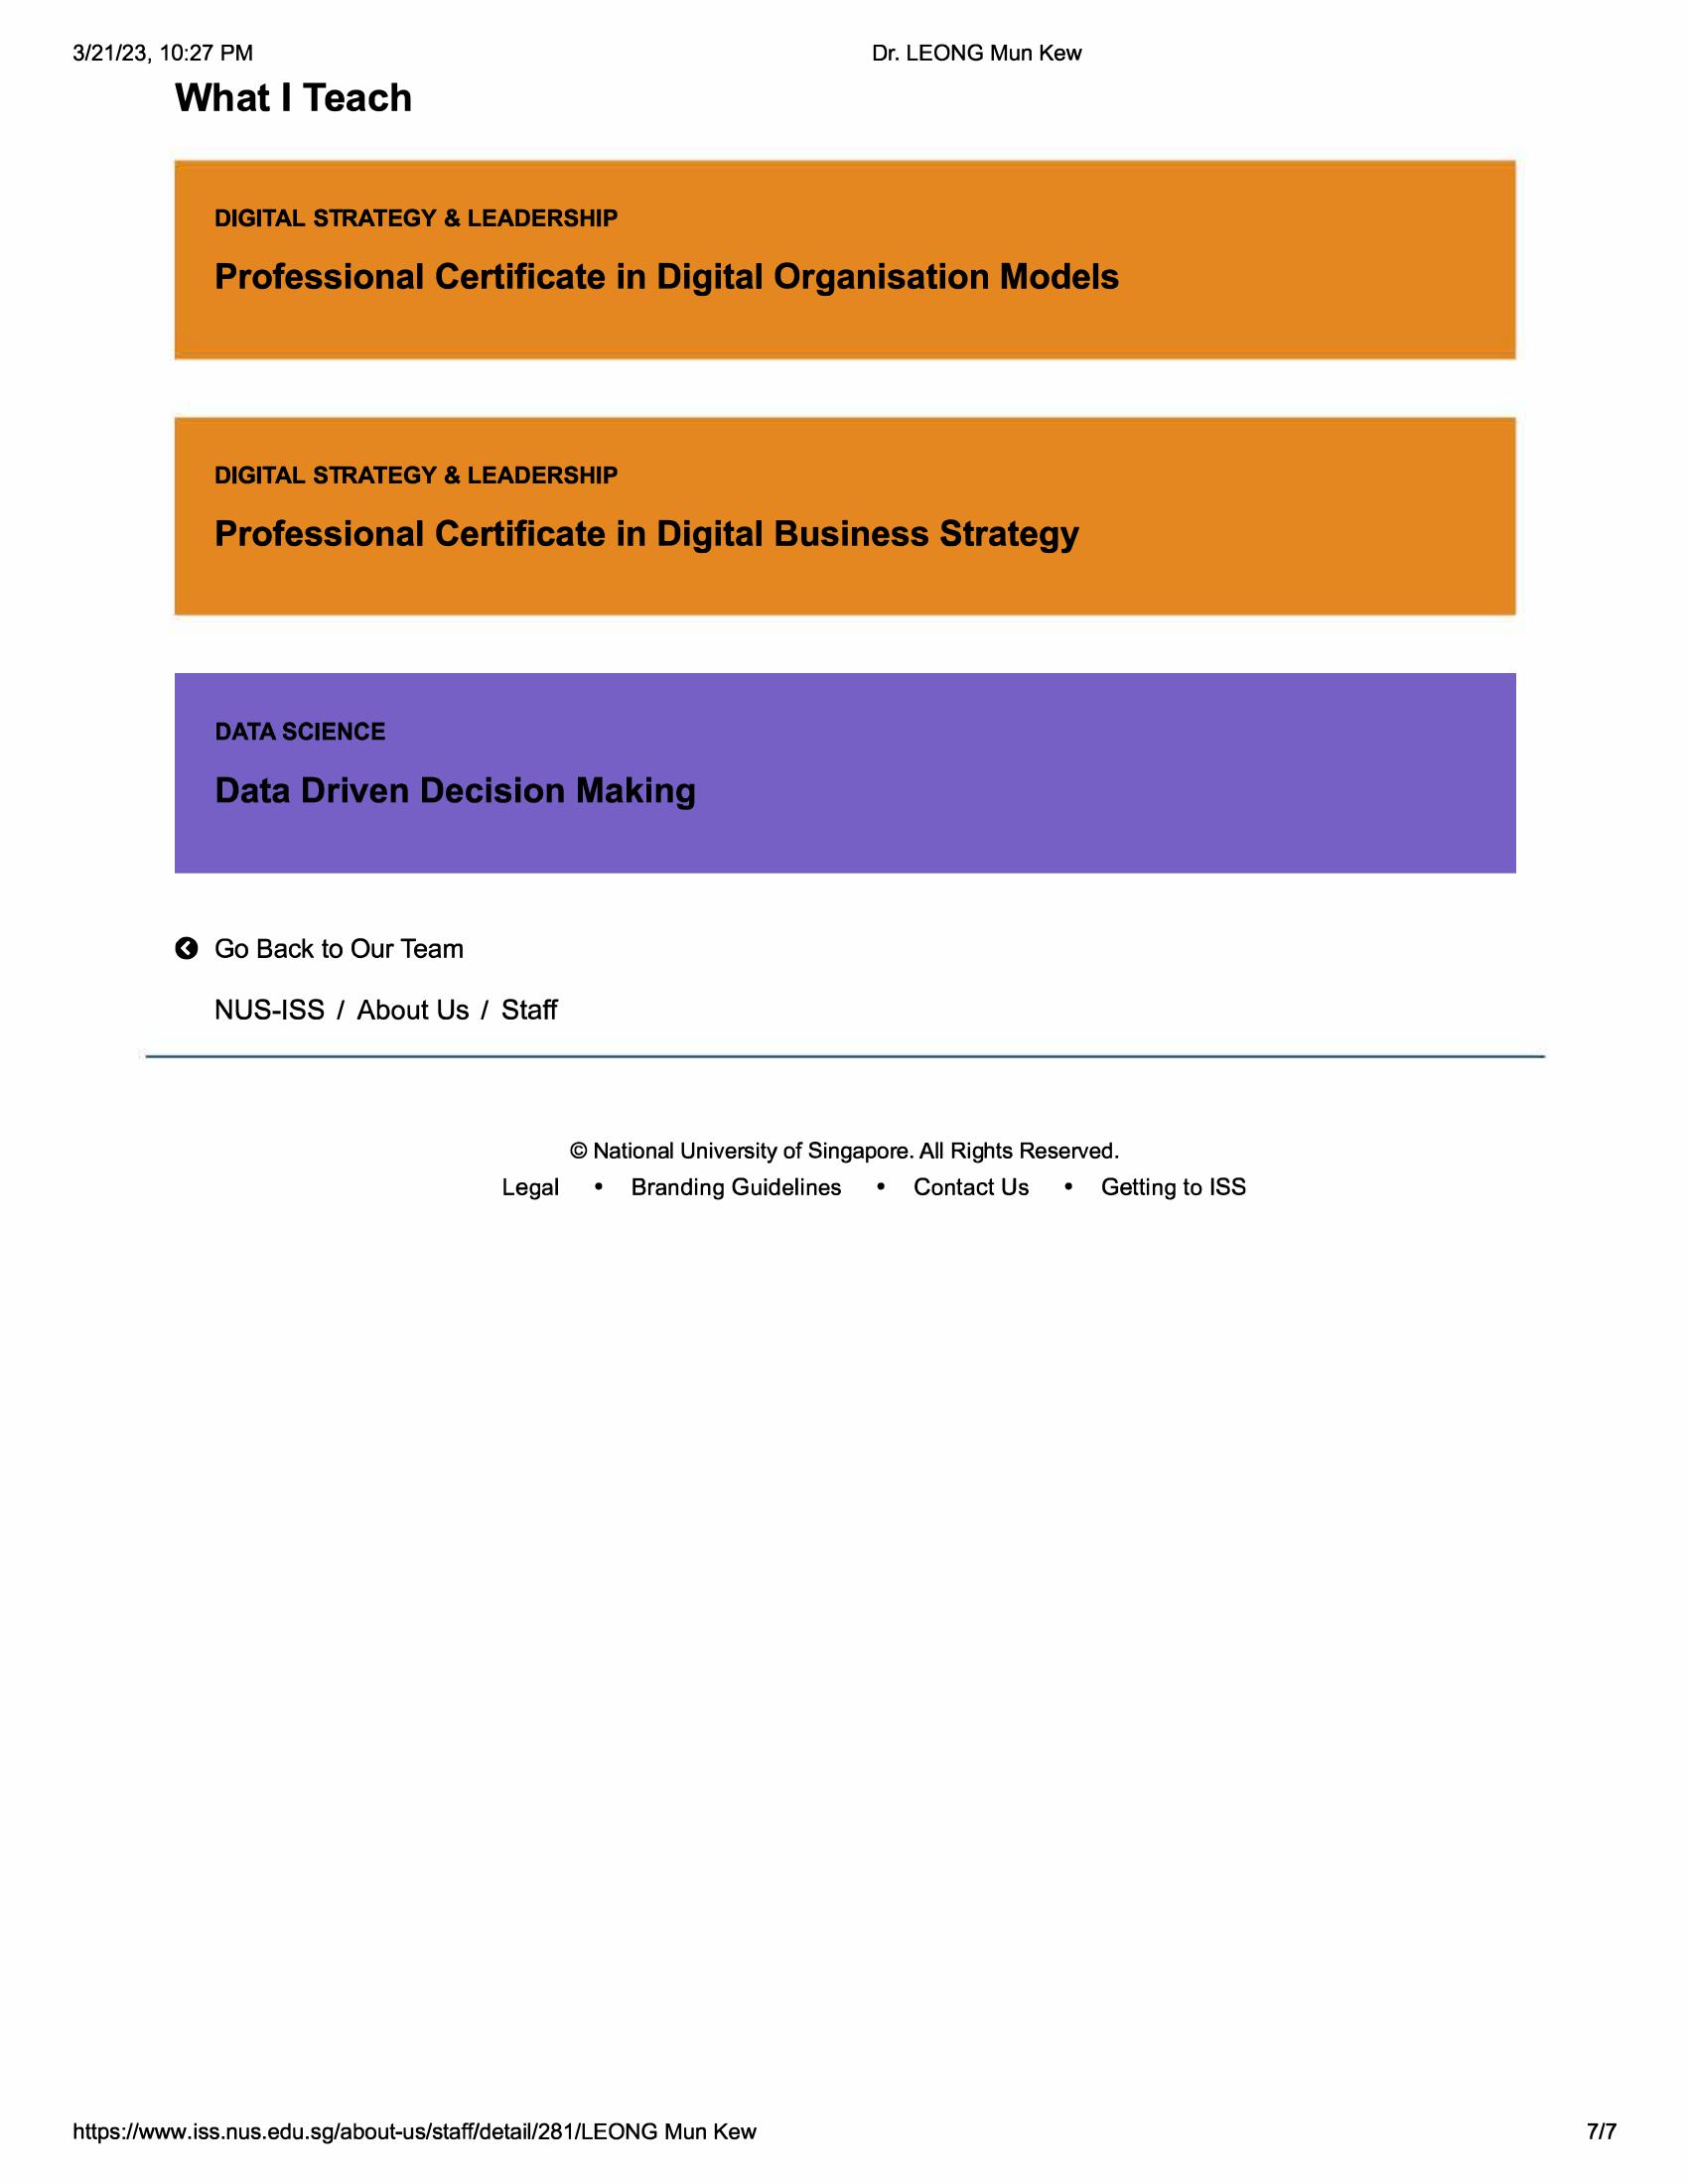 3/21/23, 10:27 PM Dr. LEONG Mun Kew
What I Teach
DIGITAL STRATEGY & LEADERSHIP
Professional Certificate in Digital Organisation Models
DIGITAL STRATEGY & LEADERSHIP
Professional Certificate in Digital Business Strategy
DATA SCIENCE
Data Driven Decision Making
Go Back to Our Team
NUS-ISS / About Us / Staff
© National University of Singapore. All Rights Reserved.
Legal • Branding Guidelines • Contact Us • Getting to ISS
https://www.iss.nus.edu.sg/about-us/staff/detail/281/LEONG Mun Kew 7/7